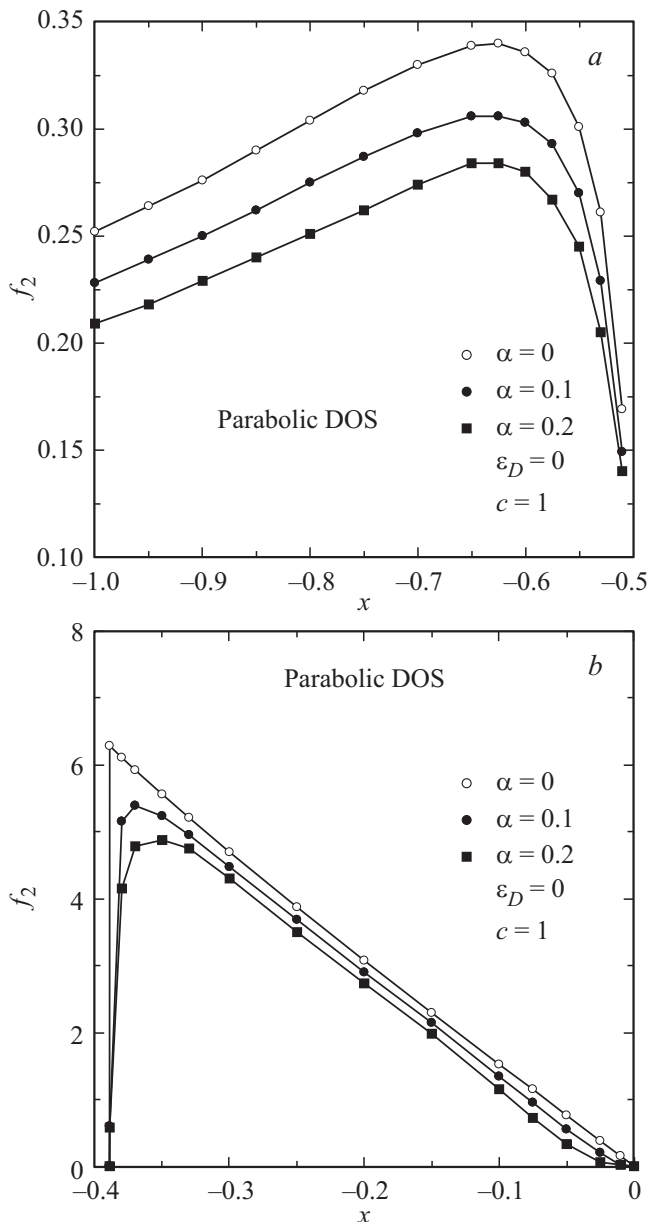 0.35
a
0.30
0.25
f2
0.20
α = 0
α = 0.1
Parabolic DOS
α = 0.2
0.15
εD = 0
c = 1
0.10
–1.0 –0.9 –0.8 –0.7 –0.6 –0.5
x
8
Parabolic DOS
b
6
α = 0
α = 0.1
α = 0.2
f2
4
εD = 0
c = 1
2
0
–0.4 –0.3 –0.2 –0.1 0
x